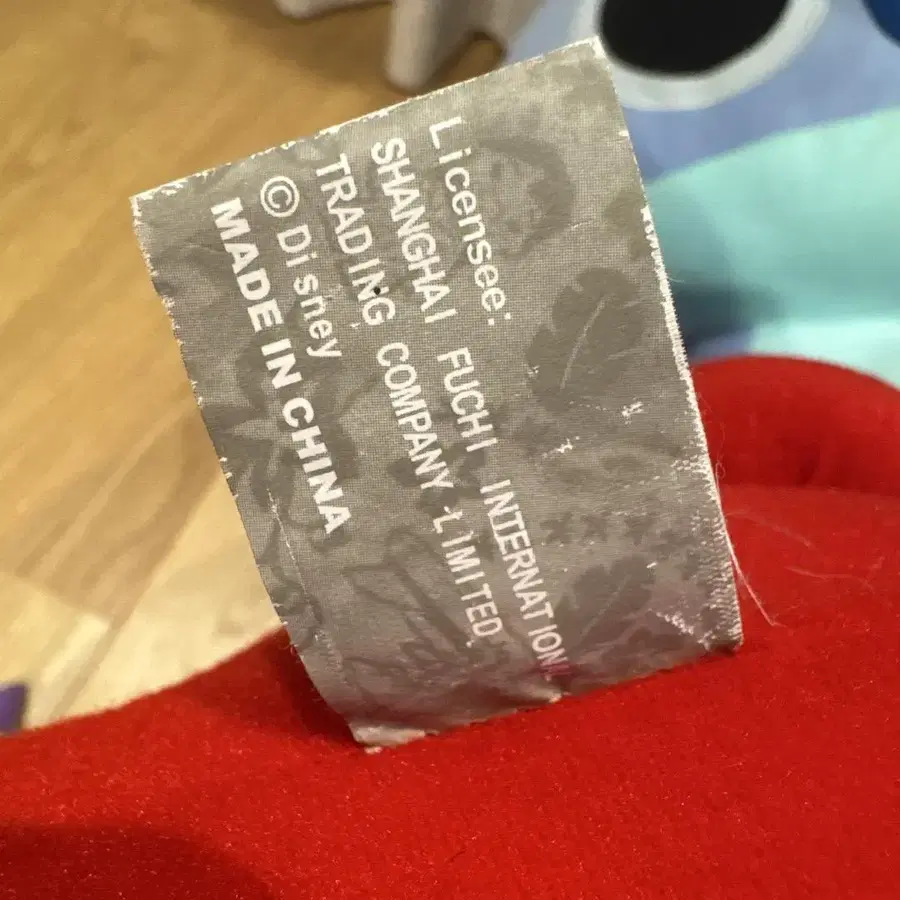 Licensee:
SHANGHAI FUCHI INTERNATIONAL
TRADING COMPANY LIMITED
© Disney
MADE IN CHINA